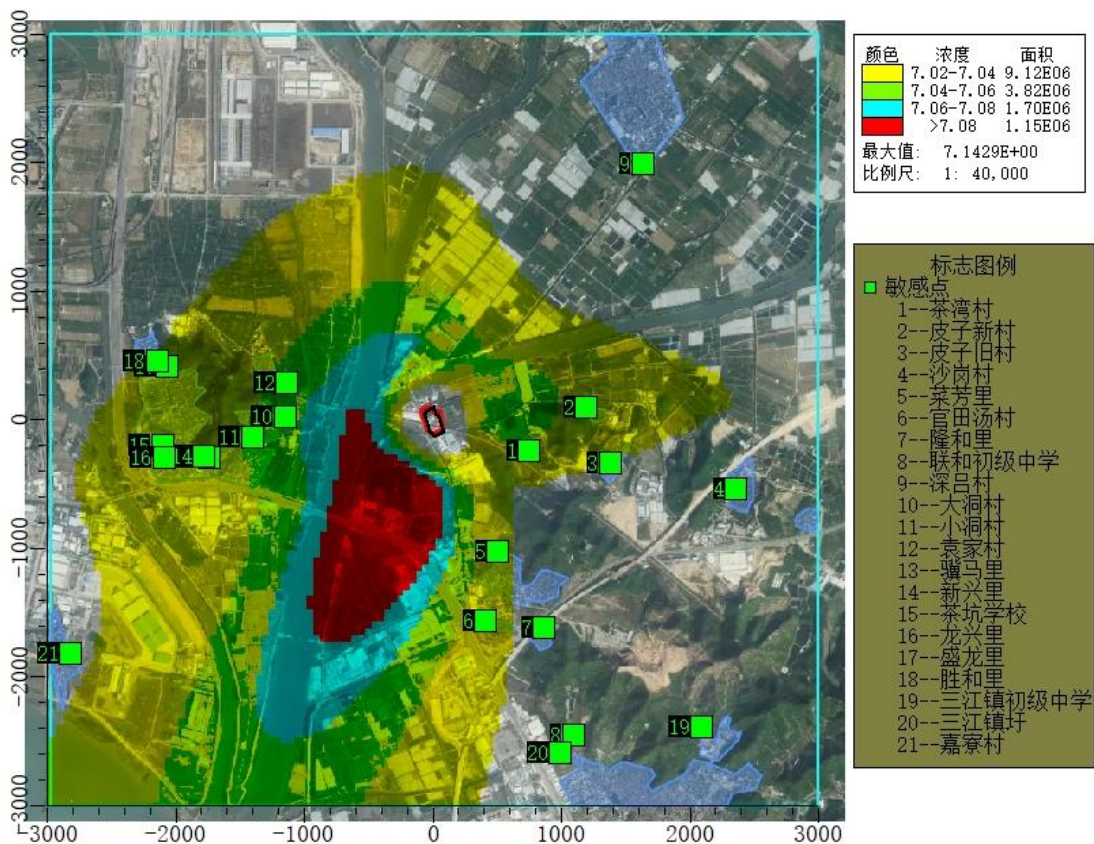 颜色 浓度 面积
7.02-7.04 9.12E06
7.04-7.06 3.82E06
7.06-7.08 1.70E06
>7.08 1.15E06
最大值: 7.1429E+00
比例尺: 1: 40,000
标志图例
敏感点
1--茶湾村
2--皮子新村
3--皮子旧村
4--沙岗村
5--菜芳里
6--官田汤村
7--隆和里
8--联和初级中学
9--深吕村
10--大洞村
11--小洞村
12--袁家村
13--骥马里
14--新兴里
15--茶坑学校
16--龙兴里
17--盛龙里
18--胜和里
19--三江镇初级中学
20--三江镇圩
21--嘉寮村
3000
2000
1000
0
-1000
-2000
-3000
-3000 -2000 -1000 0 1000 2000 3000
9
18
12
2
10
11
1
15
16
14
3
4
5
6
7
21
19
8
20